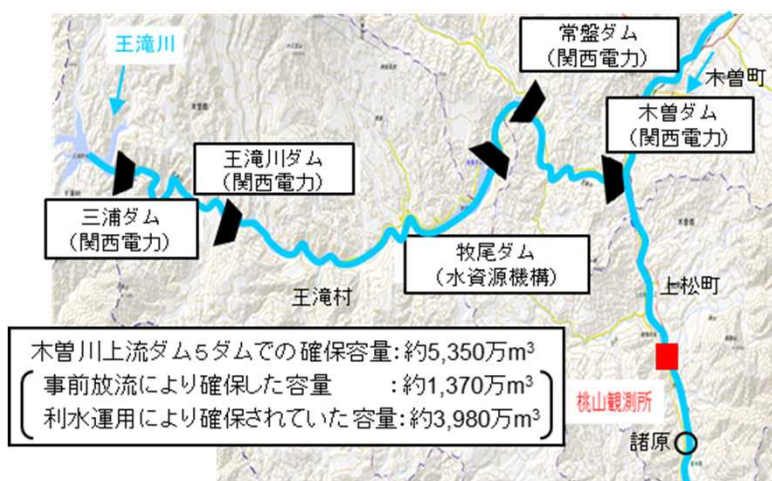 王滝川
常盤ダム
(関西電力)
木曽町
木曽ダム
(関西電力)
王滝川ダム
(関西電力)
三浦ダム
(関西電力)
牧尾ダム
(水資源機構)
王滝村
上松町
木曽川上流ダム5ダムでの確保容量:約5,350万m³
事前放流により確保した容量 :約1,370万m³
利水運用により確保されていた容量:約3,980万m³
桃山観測所
諸原